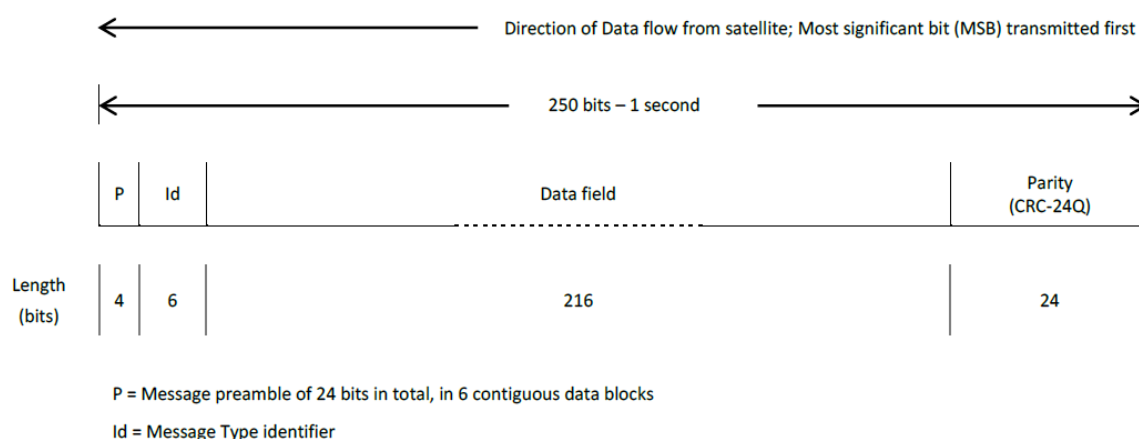 Direction of Data flow from satellite; Most significant bit (MSB) transmitted first
250 bits – 1 second
P Id Data field Parity
(CRC-24Q)
Length
(bits)
4 6 216 24
P = Message preamble of 24 bits in total, in 6 contiguous data blocks
Id = Message Type identifier